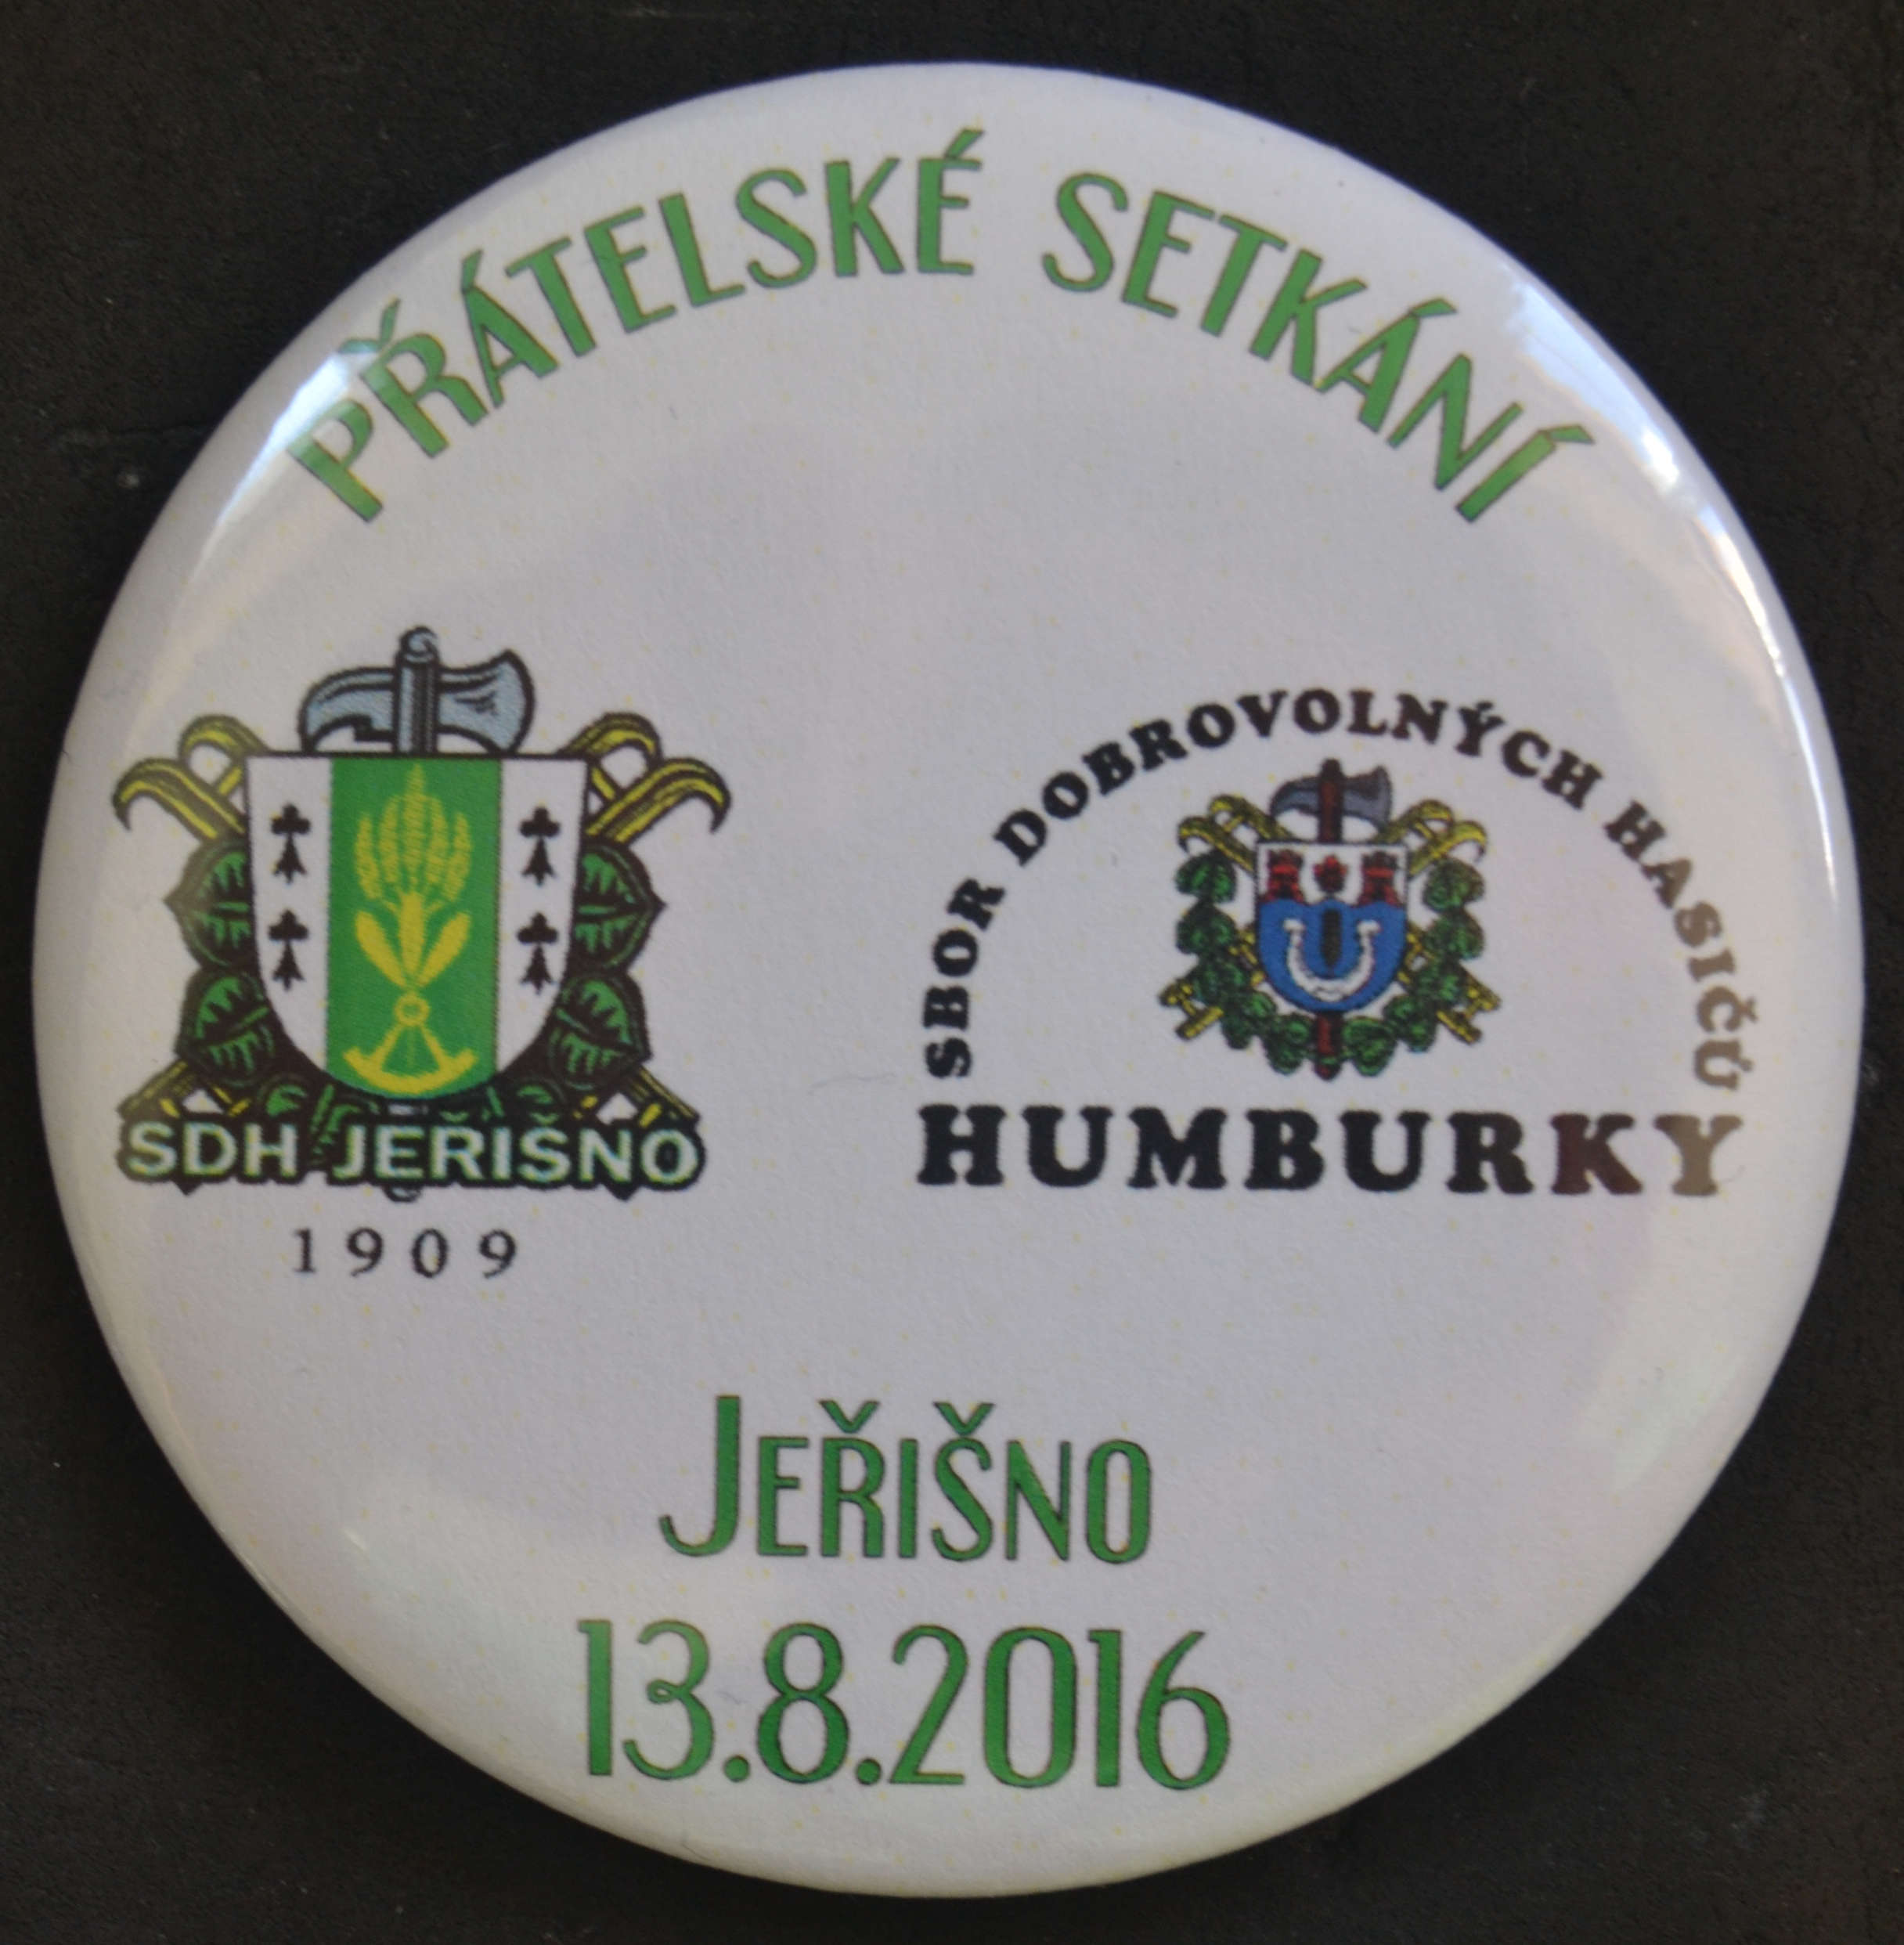 PŘÁTELSKÉ SETKÁNÍ
SDH JEŘIŠNO
1909
SBOR DOBROVOLNÝCH HASIČŮ
HUMBURKY
JEŘIŠNO
13.8.2016